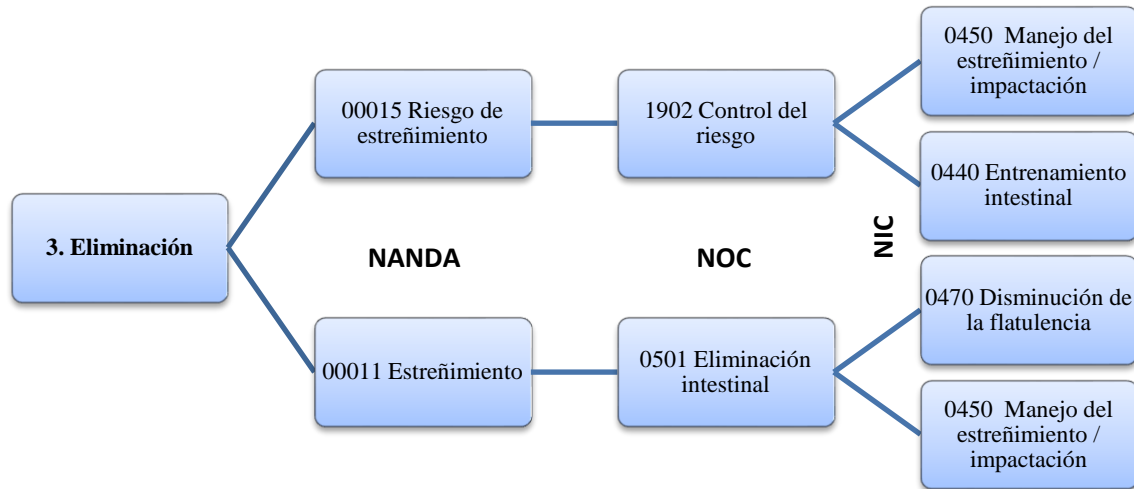 3. Eliminación
00015 Riesgo de
estreñimiento
NANDA
00011 Estreñimiento
1902 Control del
riesgo
NOC
0501 Eliminación
intestinal
0450 Manejo del
estreñimiento /
impactación
0440 Entrenamiento
intestinal
NIC
0470 Disminución de
la flatulencia
0450 Manejo del
estreñimiento /
impactación